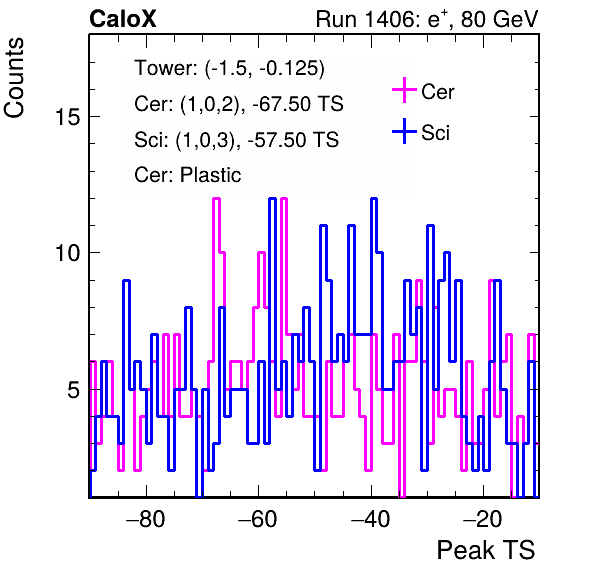 CaloX Run 1406: e⁺, 80 GeV
Counts
Tower: (-1.5, -0.125)
Cer: (1,0,2), -67.50 TS
Sci: (1,0,3), -57.50 TS
Cer: Plastic
Cer
Sci
15
10
5
−80 −60 −40 −20
Peak TS